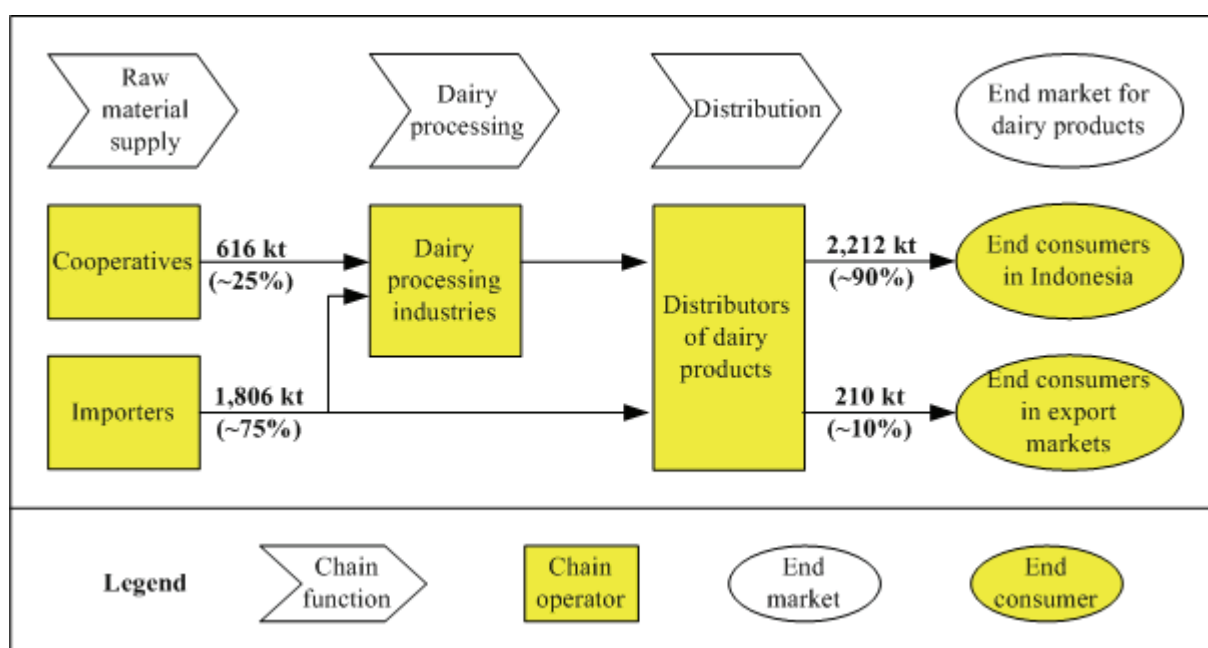 Raw
material
supply
Dairy
processing
Distribution
End market for
dairy products
Cooperatives
616 kt
(~25%)
Dairy
processing
industries
Distributors
of dairy
products
2,212 kt
(~90%)
End consumers
in Indonesia
Importers
1,806 kt
(~75%)
210 kt
(~10%)
End consumers
in export
markets
Legend
Chain
function
Chain
operator
End
market
End
consumer